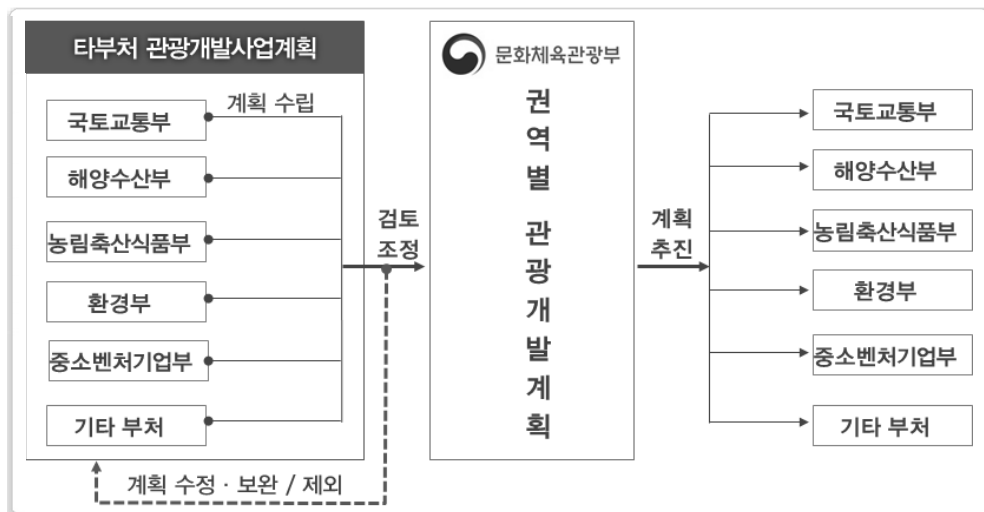 타부처 관광개발사업계획
계획 수립
국토교통부
해양수산부
농림축산식품부
환경부
중소벤처기업부
기타 부처
계획 수정 · 보완 / 제외
검토
조정
문화체육관광부
권역별 관광개발계획
계획
추진
국토교통부
해양수산부
농림축산식품부
환경부
중소벤처기업부
기타 부처